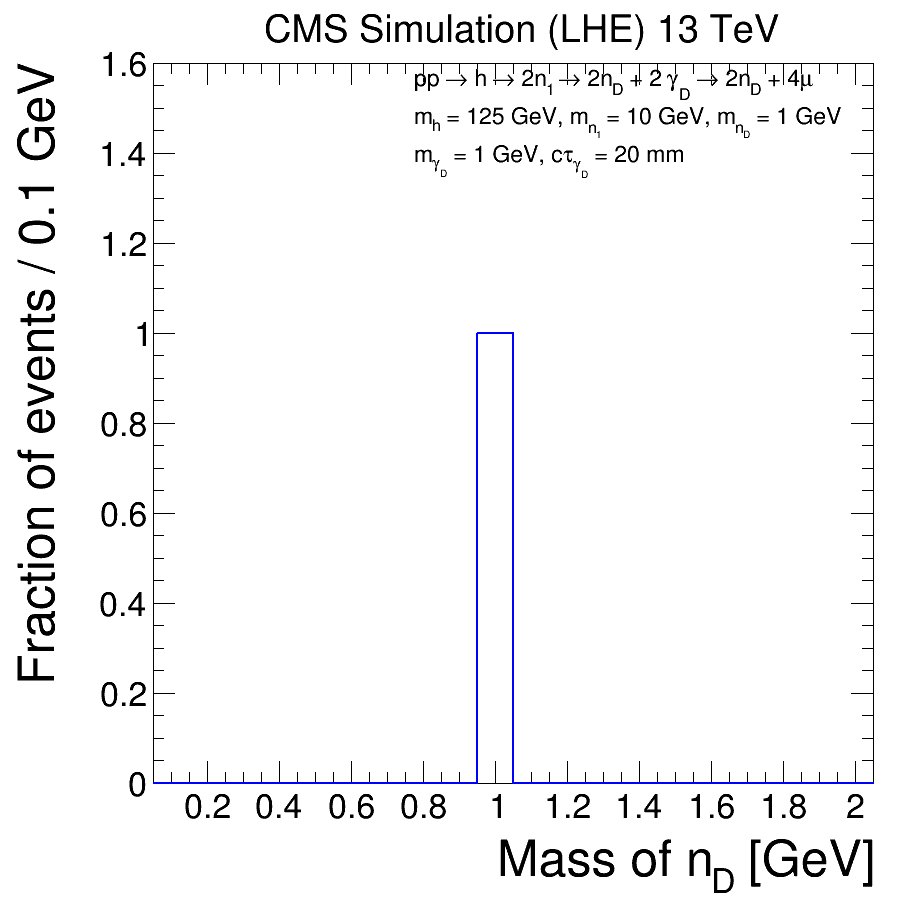 CMS Simulation (LHE) 13 TeV
pp → h → 2n₁ → 2n_D + 2 γ_D → 2n_D + 4μ
m_h = 125 GeV, m_n₁ = 10 GeV, m_n_D = 1 GeV
m_γ_D = 1 GeV, cτ_γ_D = 20 mm
Fraction of events / 0.1 GeV
1.6
1.4
1.2
1
0.8
0.6
0.4
0.2
0
0.2 0.4 0.6 0.8 1 1.2 1.4 1.6 1.8 2
Mass of n_D [GeV]